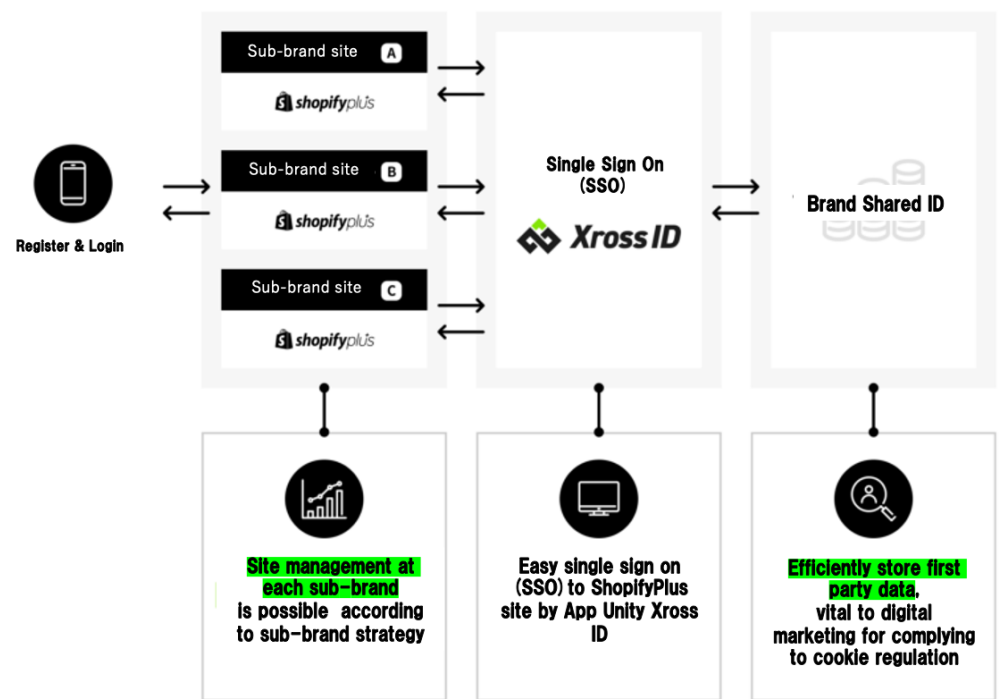 Sub-brand site A
shopifyplus
Sub-brand site B
shopifyplus
Sub-brand site C
shopifyplus
Register & Login
Single Sign On
(SSO)
Xross ID
Brand Shared ID
Site management at
each sub-brand
is possible according
to sub-brand strategy
Easy single sign on
(SSO) to ShopifyPlus
site by App Unity Xross
ID
Efficiently store first
party data,
vital to digital
marketing for complying
to cookie regulation